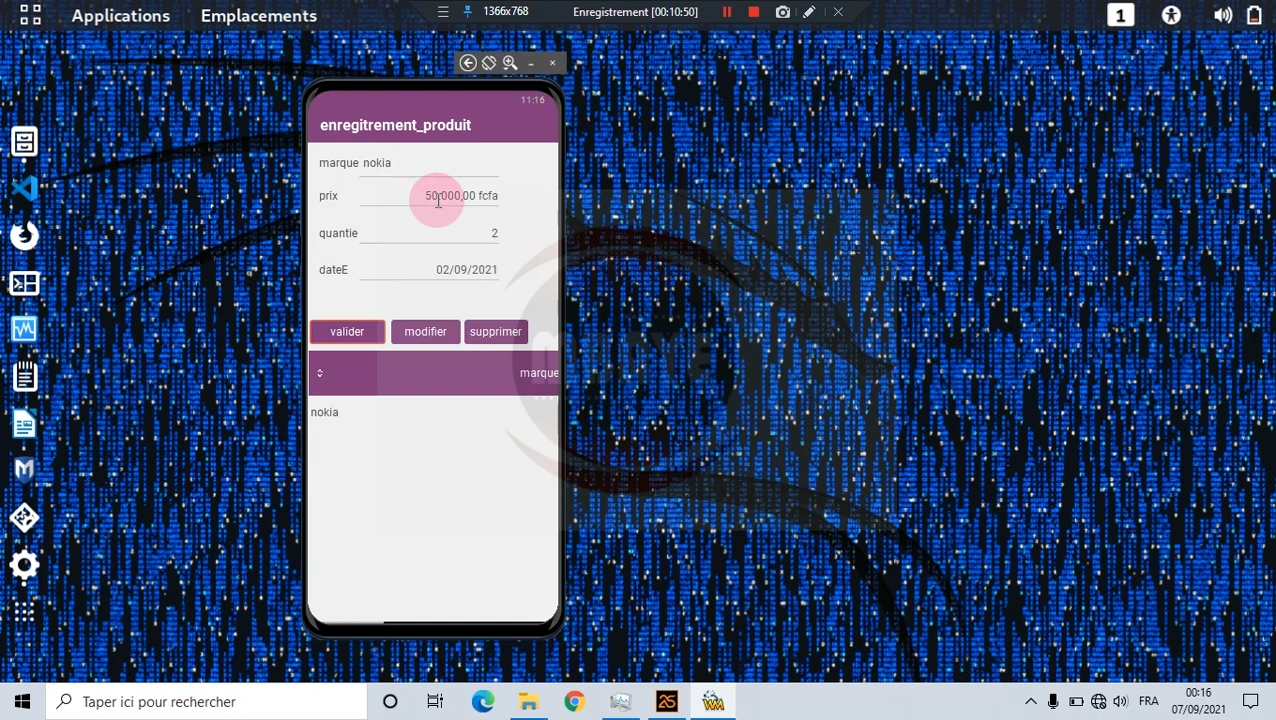 Applications
Emplacements
1366x768
Enregistrement [00:10:50]
1
11:16
enregitrement_produit
marque nokia
prix 50 000,00 fcfa
quantie 2
dateE 02/09/2021
valider
modifier
supprimer
marque
nokia
Taper ici pour rechercher
25
FRA
00:16
07/09/2021